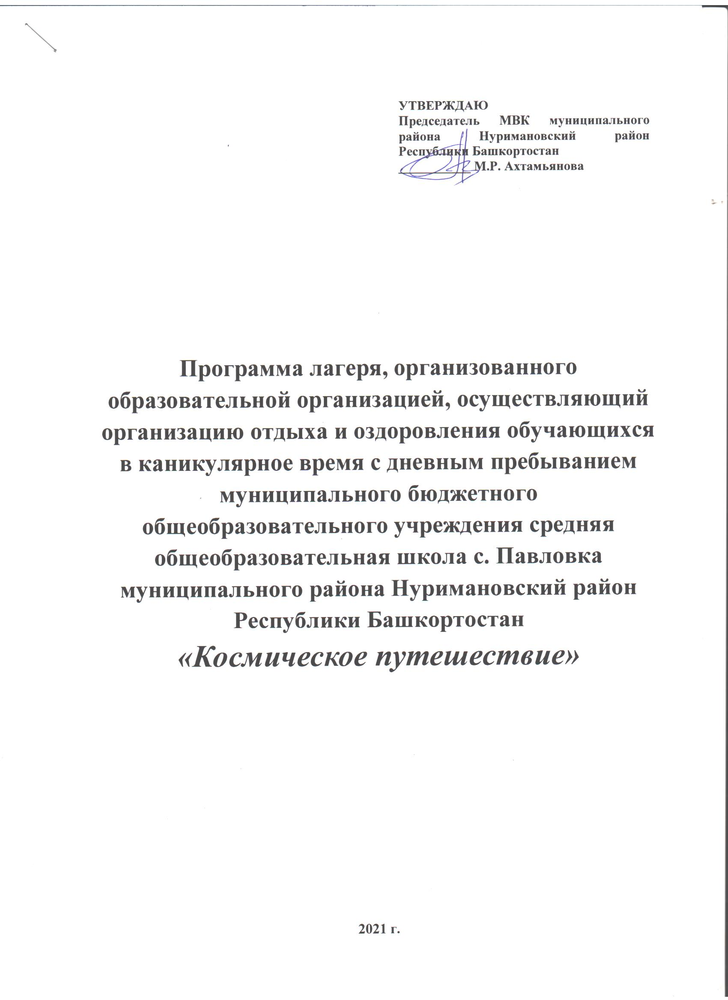 УТВЕРЖДАЮ
Председатель МВК муниципального
района Нуримановский район
Республики Башкортостан
____________ М.Р. Ахтамьянова
Программа лагеря, организованного
образовательной организацией, осуществляющий
организацию отдыха и оздоровления обучающихся
в каникулярное время с дневным пребыванием
муниципального бюджетного
общеобразовательного учреждения средняя
общеобразовательная школа с. Павловка
муниципального района Нуримановский район
Республики Башкортостан
«Космическое путешествие»
2021 г.